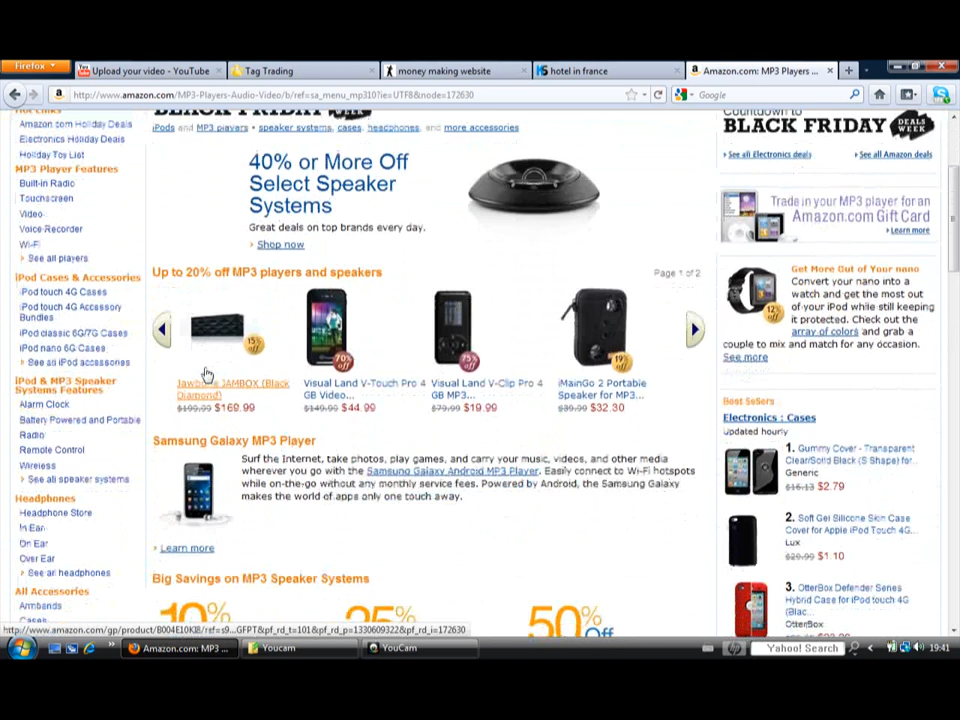 Firefox
Upload your video - YouTube
Tag Trading
money making website
hotel in france
Amazon.com: MP3 Players ...
http://www.amazon.com/MP3-Players-Audio-Video/b/ref=sa_menu_mp310?ie=UTF8&node=172630
Google
Hot Links
Amazon.com Holiday Deals
Electronics Holiday Deals
Holiday Toy List
MP3 Player Features
Built-in Radio
Touchscreen
Video
Voice Recorder
Wi-Fi
See all players
iPod Cases & Accessories
iPod touch 4G Cases
iPod touch 4G Accessory
Bundles
iPod classic 6G/7G Cases
iPod nano 6G Cases
See all iPod accessories
iPod & MP3 Speaker
Systems Features
Alarm Clock
Battery Powered and Portable
Radio
Remote Control
Wireless
See all speaker systems
Headphones
Headphone Store
In Ear
On Ear
Over Ear
See all headphones
All Accessories
Armbands
Cases
BLACK FRIDAY
iPods and MP3 players • speaker systems, cases, headphones, and more accessories
40% or More Off
Select Speaker
Systems
Great deals on top brands every day.
Shop now
Up to 20% off MP3 players and speakers
Page 1 of 2
15% off
70% off
75% off
19% off
Jawbone JAMBOX (Black
Diamond)
$199.99 $169.99
Visual Land V-Touch Pro 4
GB Video...
$149.99 $44.99
Visual Land V-Clip Pro 4
GB MP3...
$79.99 $19.99
iMainGo 2 Portable
Speaker for MP3...
$39.99 $32.30
Samsung Galaxy MP3 Player
Surf the Internet, take photos, play games, and carry your music, videos, and other media
wherever you go with the Samsung Galaxy Android MP3 Player. Easily connect to Wi-Fi hotspots
while on-the-go without any monthly service fees. Powered by Android, the Samsung Galaxy
makes the world of apps only one touch away.
Learn more
Big Savings on MP3 Speaker Systems
10%
25%
50% Off
Countdown to
BLACK FRIDAY DEALS WEEK
See all Electronics deals
See all Amazon deals
Trade in your MP3 player for an
Amazon.com Gift Card
Learn more
Get More Out of Your nano
Convert your nano into a
watch and get the most out
of your iPod while still keeping
it protected. Check out the
array of colors and grab a
couple to mix and match for any occasion.
See more
12% off
Best Sellers
Electronics : Cases
Updated hourly
1. Gummy Cover - Transparent
Clear/Solid Black (S Shape) for...
Generic
$16.13 $2.79
2. Soft Gel Silicone Skin Case
Cover for Apple iPod Touch 4G...
Lux
$20.99 $1.10
3. OtterBox Defender Series
Hybrid Case for iPod touch 4G
(Blac...
OtterBox
http://www.amazon.com/gp/product/B004E10KIB/ref=s9...GFPT&pf_rd_t=101&pf_rd_p=1330609322&pf_rd_i=172630
Amazon.com: MP3 ...
Youcam
YouCam
hp
Yahoo! Search
19:41